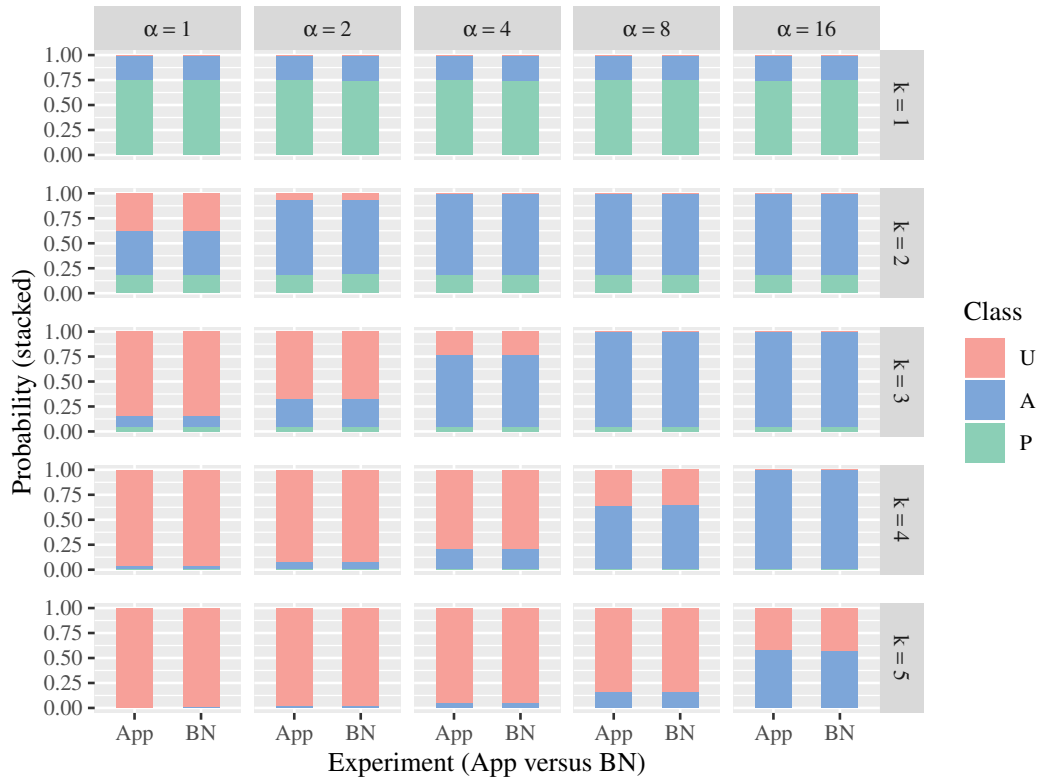 α = 1
α = 2
α = 4
α = 8
α = 16
1.00
0.75
0.50
0.25
0.00
k = 1
1.00
0.75
0.50
0.25
0.00
k = 2
1.00
0.75
0.50
0.25
0.00
k = 3
1.00
0.75
0.50
0.25
0.00
k = 4
1.00
0.75
0.50
0.25
0.00
k = 5
Probability (stacked)
App BN App BN App BN App BN App BN
Experiment (App versus BN)
Class
U
A
P